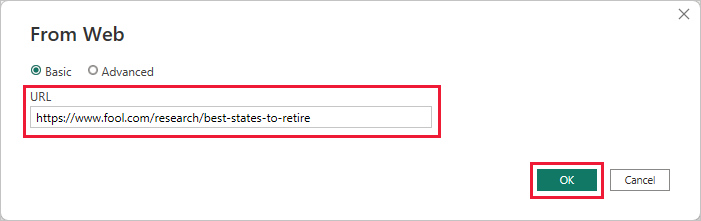 From Web
Basic Advanced
URL
https://www.fool.com/research/best-states-to-retire
OK Cancel